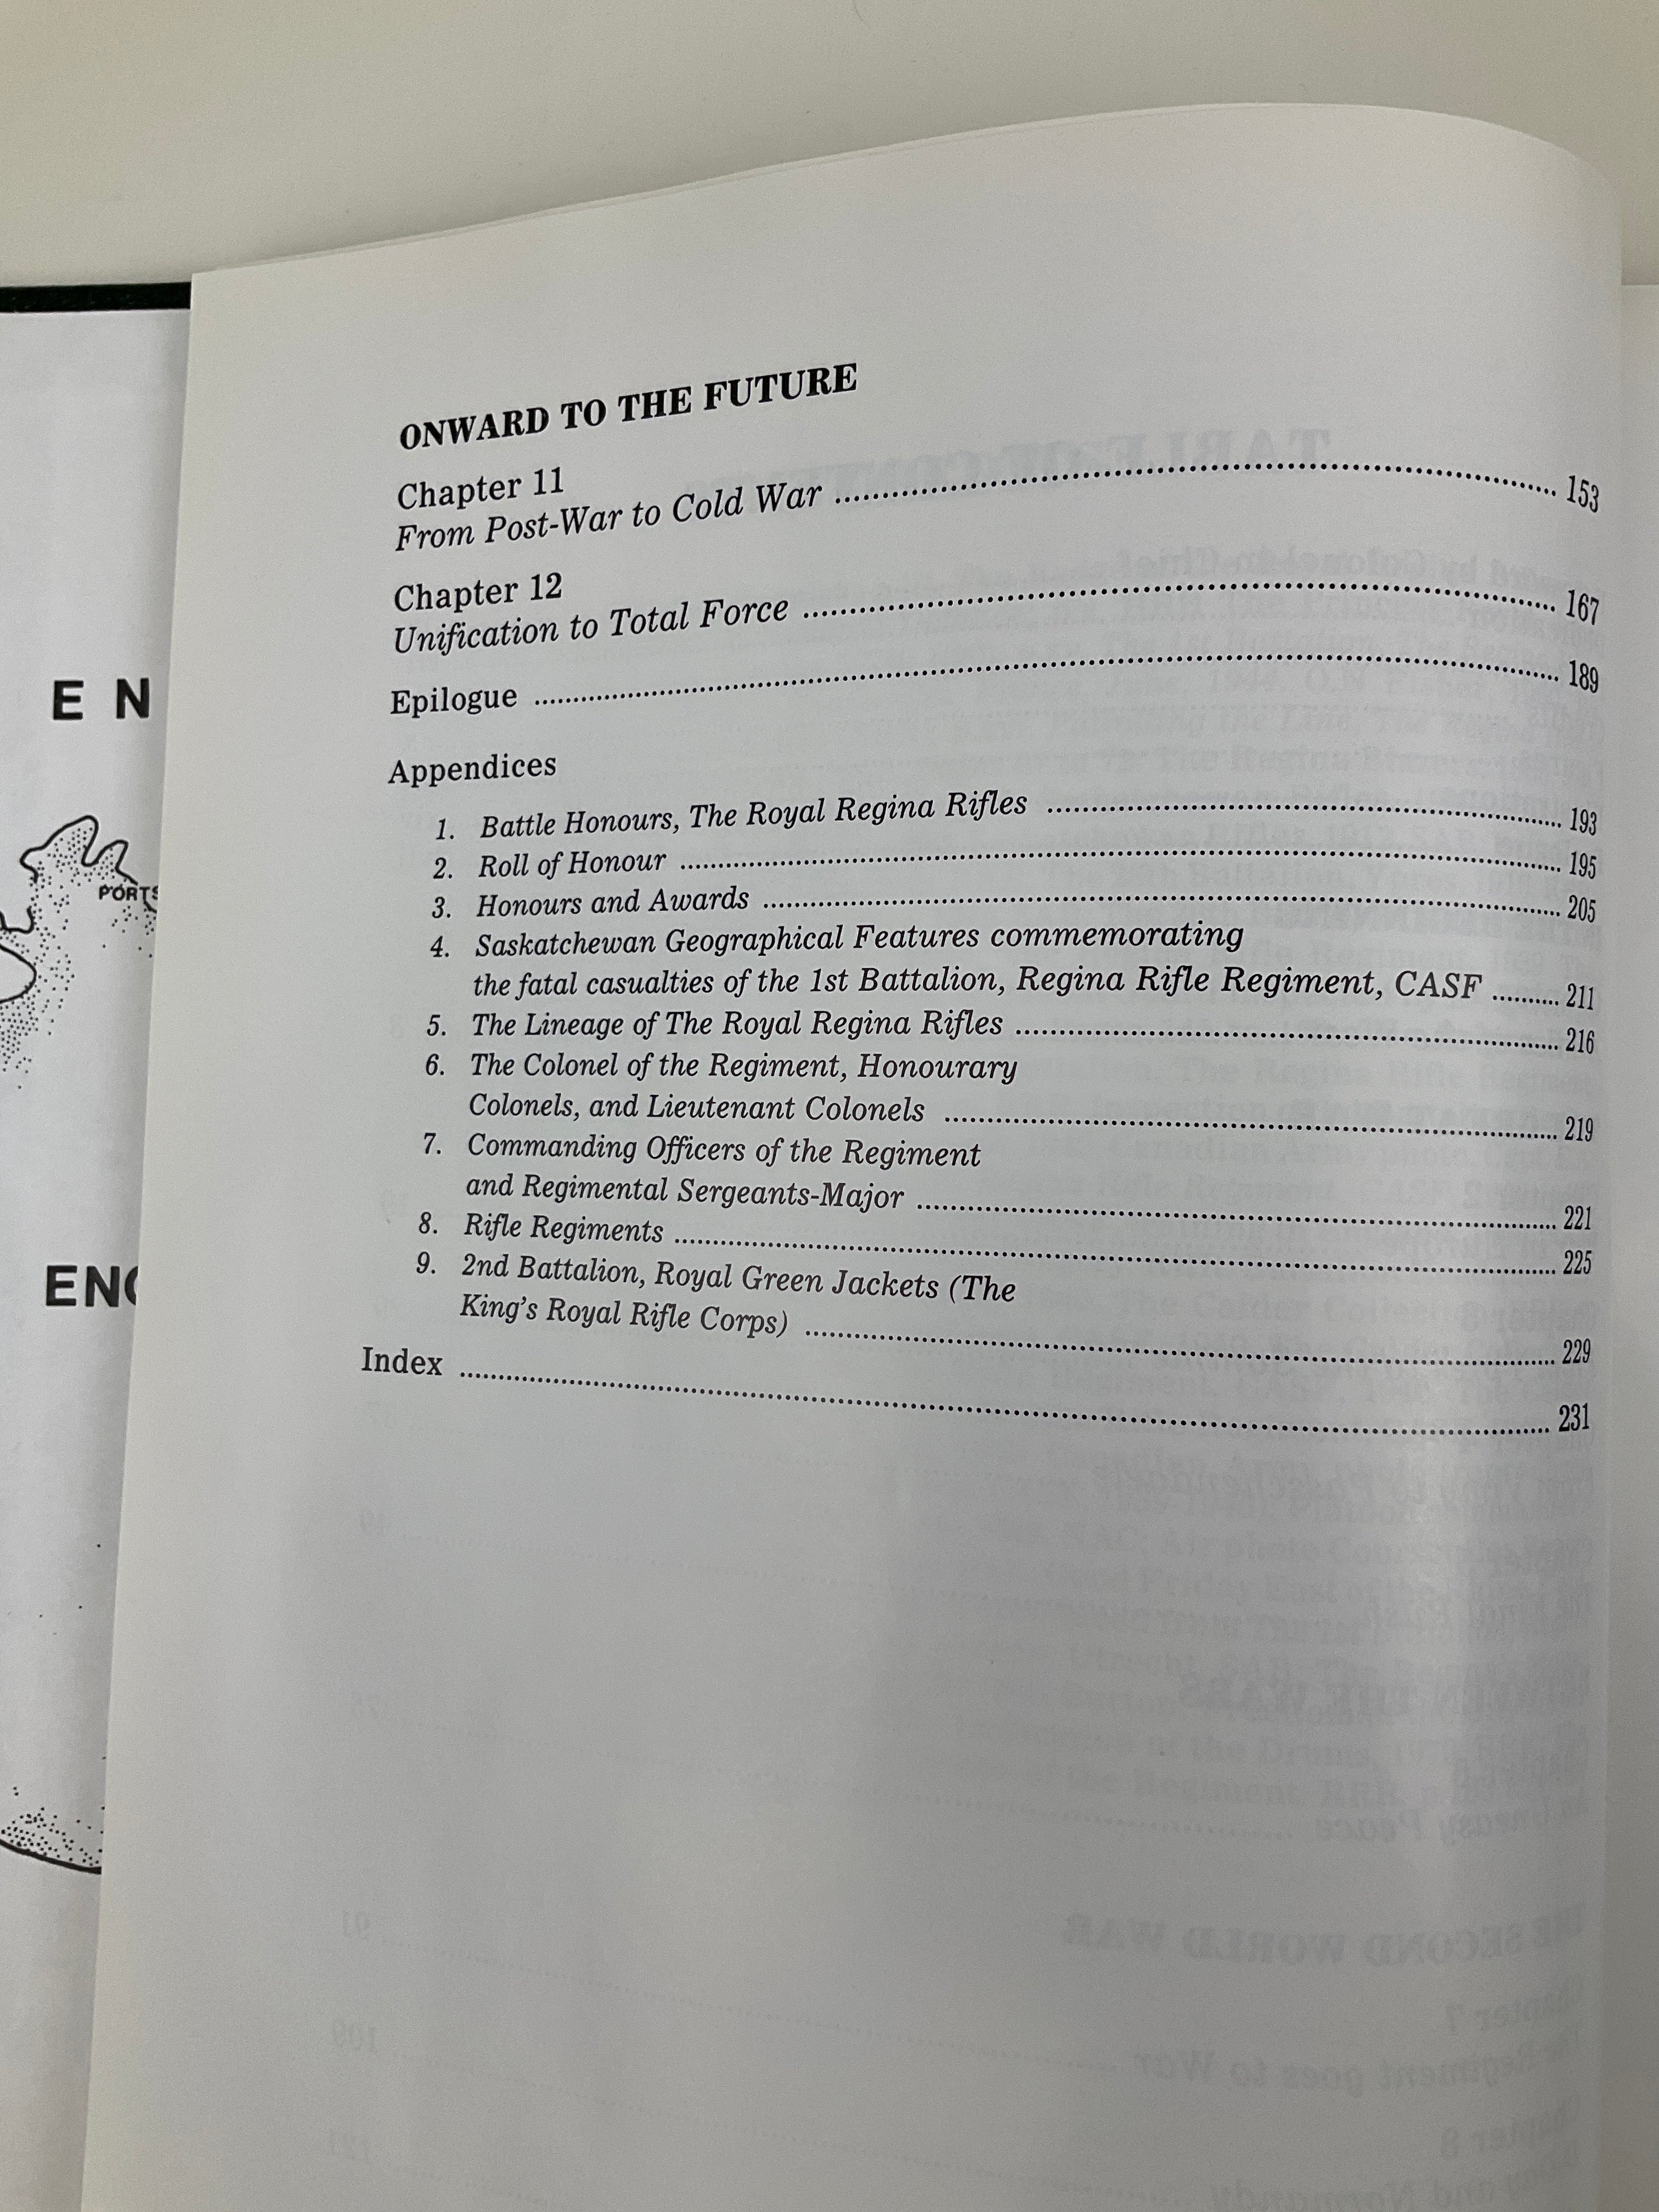 ONWARD TO THE FUTURE
Chapter 11
From Post-War to Cold War ........ 153
Chapter 12
Unification to Total Force ........ 167
Epilogue ........ 189
Appendices
1. Battle Honours, The Royal Regina Rifles ........ 193
2. Roll of Honour ........ 195
3. Honours and Awards ........ 205
4. Saskatchewan Geographical Features commemorating
the fatal casualties of the 1st Battalion, Regina Rifle Regiment, CASF ........ 211
5. The Lineage of The Royal Regina Rifles ........ 216
6. The Colonel of the Regiment, Honourary
Colonels, and Lieutenant Colonels ........ 219
7. Commanding Officers of the Regiment
and Regimental Sergeants-Major ........ 221
8. Rifle Regiments ........ 225
9. 2nd Battalion, Royal Green Jackets (The
King's Royal Rifle Corps) ........ 229
Index ........ 231
E N
PORTS
ENG